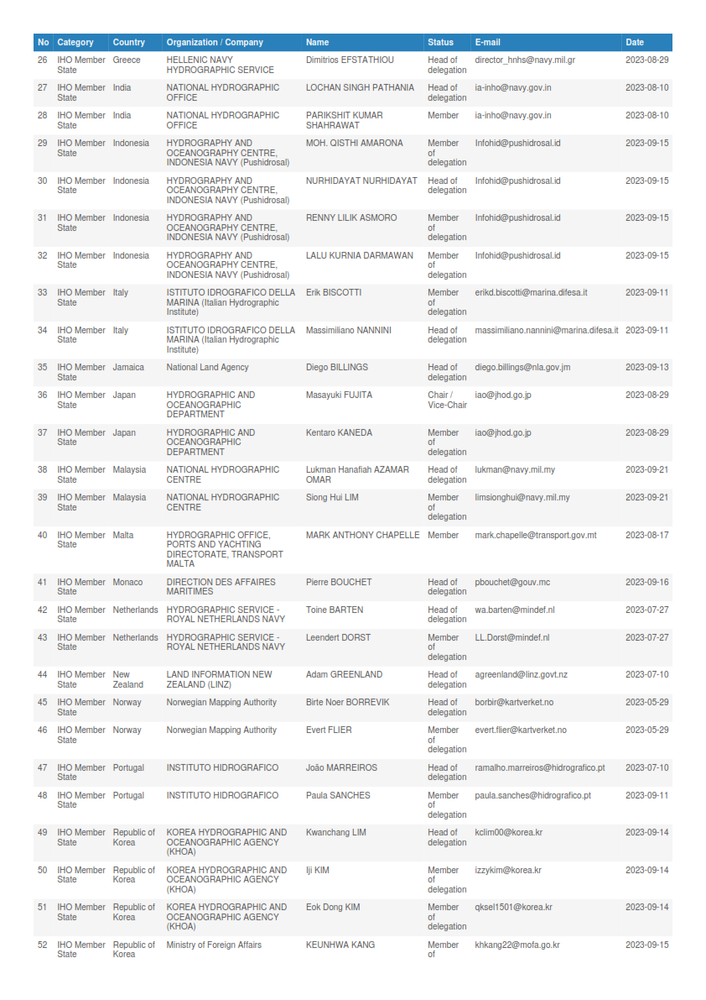 No Category Country Organization / Company Name Status E-mail Date
26 IHO Member Greece HELLENIC NAVY Dimitrios EFSTATHIOU Head of director_hnhs@navy.mil.gr 2023-08-29
State HYDROGRAPHIC SERVICE delegation
27 IHO Member India NATIONAL HYDROGRAPHIC LOCHAN SINGH PATHANIA Head of ia-inho@navy.gov.in 2023-08-10
State OFFICE delegation
28 IHO Member India NATIONAL HYDROGRAPHIC PARIKSHIT KUMAR Member ia-inho@navy.gov.in 2023-08-10
State OFFICE SHAHRAWAT
29 IHO Member Indonesia HYDROGRAPHY AND MOH. QISTHI AMARONA Member Infohid@pushidrosal.id 2023-09-15
State OCEANOGRAPHY CENTRE, of
INDONESIA NAVY (Pushidrosal) delegation
30 IHO Member Indonesia HYDROGRAPHY AND NURHIDAYAT NURHIDAYAT Head of Infohid@pushidrosal.id 2023-09-15
State OCEANOGRAPHY CENTRE, delegation
INDONESIA NAVY (Pushidrosal)
31 IHO Member Indonesia HYDROGRAPHY AND RENNY LILIK ASMORO Member Infohid@pushidrosal.id 2023-09-15
State OCEANOGRAPHY CENTRE, of
INDONESIA NAVY (Pushidrosal) delegation
32 IHO Member Indonesia HYDROGRAPHY AND LALU KURNIA DARMAWAN Member Infohid@pushidrosal.id 2023-09-15
State OCEANOGRAPHY CENTRE, of
INDONESIA NAVY (Pushidrosal) delegation
33 IHO Member Italy ISTITUTO IDROGRAFICO DELLA Erik BISCOTTI Member erikd.biscotti@marina.difesa.it 2023-09-11
State MARINA (Italian Hydrographic of
Institute) delegation
34 IHO Member Italy ISTITUTO IDROGRAFICO DELLA Massimiliano NANNINI Head of massimiliano.nannini@marina.difesa.it 2023-09-11
State MARINA (Italian Hydrographic delegation
Institute)
35 IHO Member Jamaica National Land Agency Diego BILLINGS Head of diego.billings@nla.gov.jm 2023-09-13
State delegation
36 IHO Member Japan HYDROGRAPHIC AND Masayuki FUJITA Chair / iao@jhod.go.jp 2023-08-29
State OCEANOGRAPHIC Vice-Chair
DEPARTMENT
37 IHO Member Japan HYDROGRAPHIC AND Kentaro KANEDA Member iao@jhod.go.jp 2023-08-29
State OCEANOGRAPHIC of
DEPARTMENT delegation
38 IHO Member Malaysia NATIONAL HYDROGRAPHIC Lukman Hanafiah AZAMAR Head of lukman@navy.mil.my 2023-09-21
State CENTRE OMAR delegation
39 IHO Member Malaysia NATIONAL HYDROGRAPHIC Siong Hui LIM Member limsionghui@navy.mil.my 2023-09-21
State CENTRE of
delegation
40 IHO Member Malta HYDROGRAPHIC OFFICE, MARK ANTHONY CHAPELLE Member mark.chapelle@transport.gov.mt 2023-08-17
State PORTS AND YACHTING
DIRECTORATE, TRANSPORT
MALTA
41 IHO Member Monaco DIRECTION DES AFFAIRES Pierre BOUCHET Head of pbouchet@gouv.mc 2023-09-16
State MARITIMES delegation
42 IHO Member Netherlands HYDROGRAPHIC SERVICE - Toine BARTEN Head of wa.barten@mindef.nl 2023-07-27
State ROYAL NETHERLANDS NAVY delegation
43 IHO Member Netherlands HYDROGRAPHIC SERVICE - Leendert DORST Member LL.Dorst@mindef.nl 2023-07-27
State ROYAL NETHERLANDS NAVY of
delegation
44 IHO Member New LAND INFORMATION NEW Adam GREENLAND Head of agreenland@linz.govt.nz 2023-07-10
State Zealand ZEALAND (LINZ) delegation
45 IHO Member Norway Norwegian Mapping Authority Birte Noer BORREVIK Head of borbir@kartverket.no 2023-05-29
State delegation
46 IHO Member Norway Norwegian Mapping Authority Evert FLIER Member evert.flier@kartverket.no 2023-05-29
State of
delegation
47 IHO Member Portugal INSTITUTO HIDROGRAFICO João MARREIROS Head of ramalho.marreiros@hidrografico.pt 2023-07-10
State delegation
48 IHO Member Portugal INSTITUTO HIDROGRAFICO Paula SANCHES Member paula.sanches@hidrografico.pt 2023-09-11
State of
delegation
49 IHO Member Republic of KOREA HYDROGRAPHIC AND Kwanchang LIM Head of kclim00@korea.kr 2023-09-14
State Korea OCEANOGRAPHIC AGENCY delegation
(KHOA)
50 IHO Member Republic of KOREA HYDROGRAPHIC AND Iji KIM Member izzykim@korea.kr 2023-09-14
State Korea OCEANOGRAPHIC AGENCY of
(KHOA) delegation
51 IHO Member Republic of KOREA HYDROGRAPHIC AND Eok Dong KIM Member qksel1501@korea.kr 2023-09-14
State Korea OCEANOGRAPHIC AGENCY of
(KHOA) delegation
52 IHO Member Republic of Ministry of Foreign Affairs KEUNHWA KANG Member khkang22@mofa.go.kr 2023-09-15
State Korea of